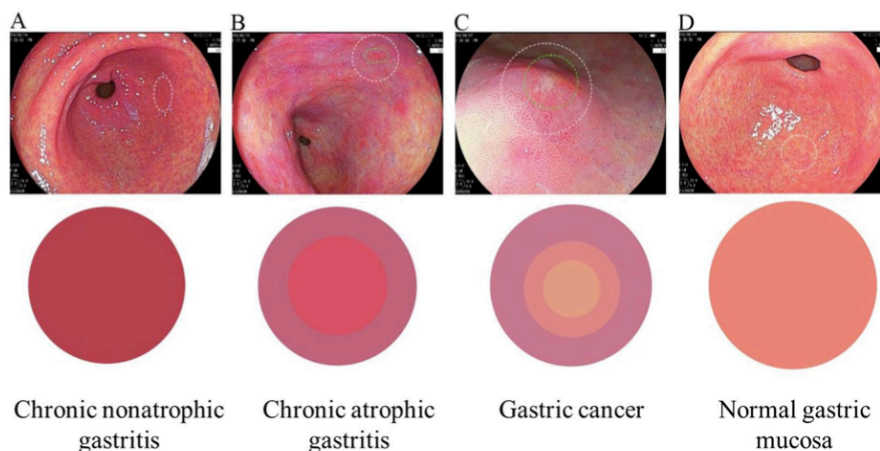 A B C D
Chronic nonatrophic gastritis
Chronic atrophic gastritis
Gastric cancer
Normal gastric mucosa